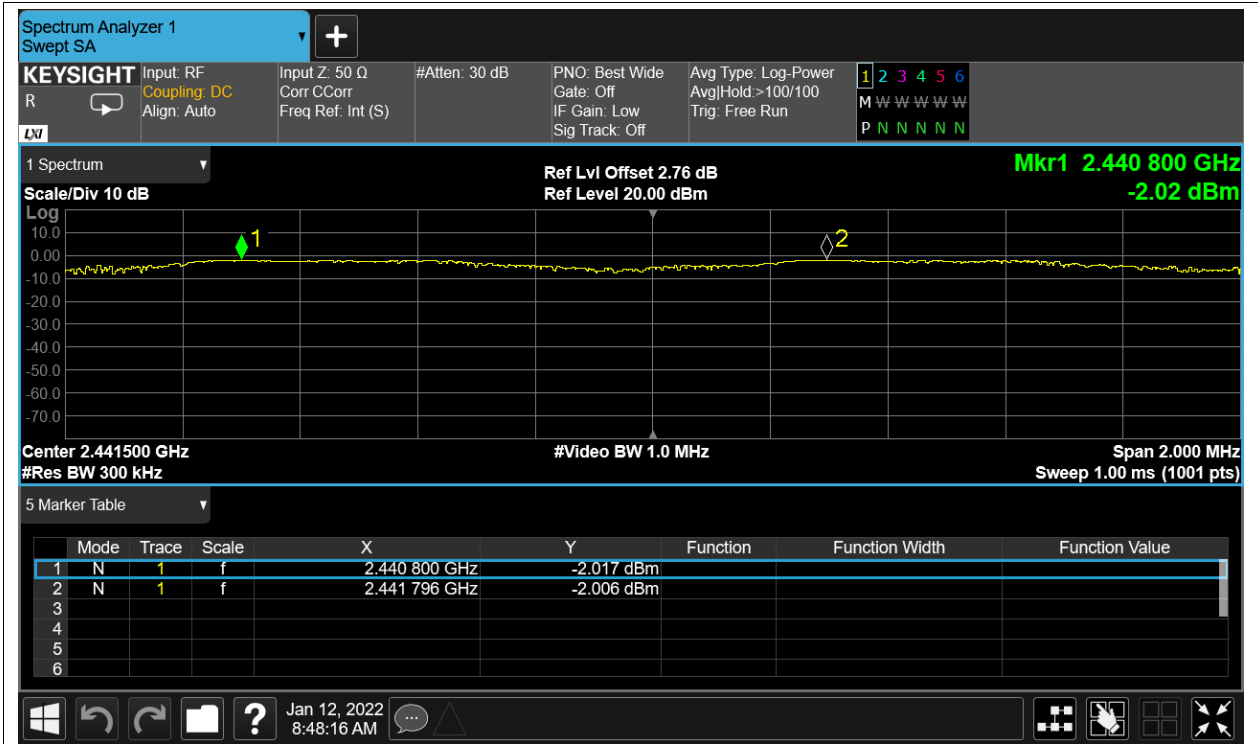 Spectrum Analyzer 1
Swept SA
+
KEYSIGHT Input: RF Input Z: 50 Ω #Atten: 30 dB PNO: Best Wide Avg Type: Log-Power 1 2 3 4 5 6
R Coupling: DC Corr CCorr Gate: Off Avg|Hold:>100/100 M W W W W W
Align: Auto Freq Ref: Int (S) IF Gain: Low Trig: Free Run
LXI Sig Track: Off P N N N N N
1 Spectrum Ref Lvl Offset 2.76 dB Mkr1 2.440 800 GHz
Scale/Div 10 dB Ref Level 20.00 dBm -2.02 dBm
Log
10.0 1 2
0.00
-10.0
-20.0
-30.0
-40.0
-50.0
-60.0
-70.0
Center 2.441500 GHz #Video BW 1.0 MHz Span 2.000 MHz
#Res BW 300 kHz Sweep 1.00 ms (1001 pts)
5 Marker Table
Mode Trace Scale X Y Function Function Width Function Value
1 N 1 f 2.440 800 GHz -2.017 dBm
2 N 1 f 2.441 796 GHz -2.006 dBm
3
4
5
6
? Jan 12, 2022
8:48:16 AM